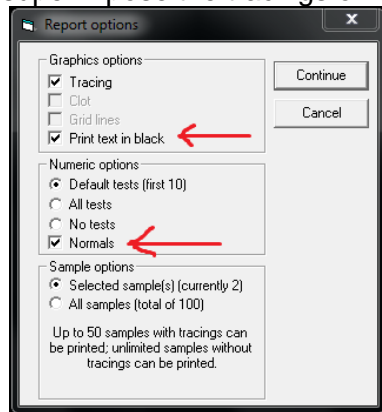 Report options
Graphics options
Tracing
Clot
Grid lines
Print text in black
Continue
Cancel
Numeric options
Default tests (first 10)
All tests
No tests
Normals
Sample options
Selected sample(s) (currently 2)
All samples (total of 100)
Up to 50 samples with tracings can
be printed; unlimited samples without
tracings can be printed.